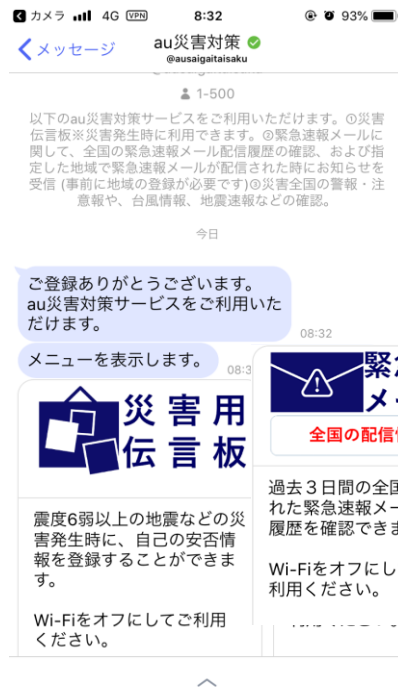 カメラ 4G VPN 8:32 93%
メッセージ
au災害対策
@ausaigaitaisaku
1-500
以下のau災害対策サービスをご利用いただけます。①災害
伝言板※災害発生時に利用できます。②緊急速報メールに
関して、全国の緊急速報メール配信履歴の確認、および指
定した地域で緊急速報メールが配信された時にお知らせを
受信 (事前に地域の登録が必要です)③災害全国の警報・注
意報や、台風情報、地震速報などの確認。
今日
ご登録ありがとうございます。
au災害対策サービスをご利用いた
だけます。
08:32
メニューを表示します。
08:3
災害用
伝言板
震度6弱以上の地震などの災
害発生時に、自己の安否情
報を登録することができま
す。
Wi-Fiをオフにしてご利用
ください。
緊
メー
全国の配信
過去３日間の全国
れた緊急速報メー
履歴を確認できま
Wi-Fiをオフにし
利用ください。